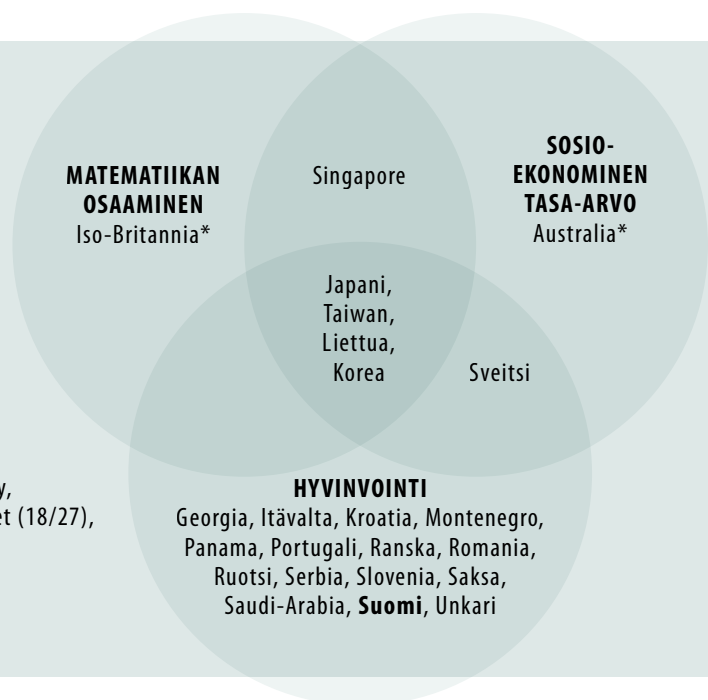 MATEMATIIKAN
OSAAMINEN
Iso-Britannia*
Singapore
SOSIO-
EKONOMINEN
TASA-ARVO
Australia*
Japani,
Taiwan,
Liettua,
Korea
Sveitsi
HYVINVOINTI
Georgia, Itävalta, Kroatia, Montenegro,
Panama, Portugali, Ranska, Romania,
Ruotsi, Serbia, Slovenia, Saksa,
Saudi-Arabia, Suomi, Unkari
(18/27),